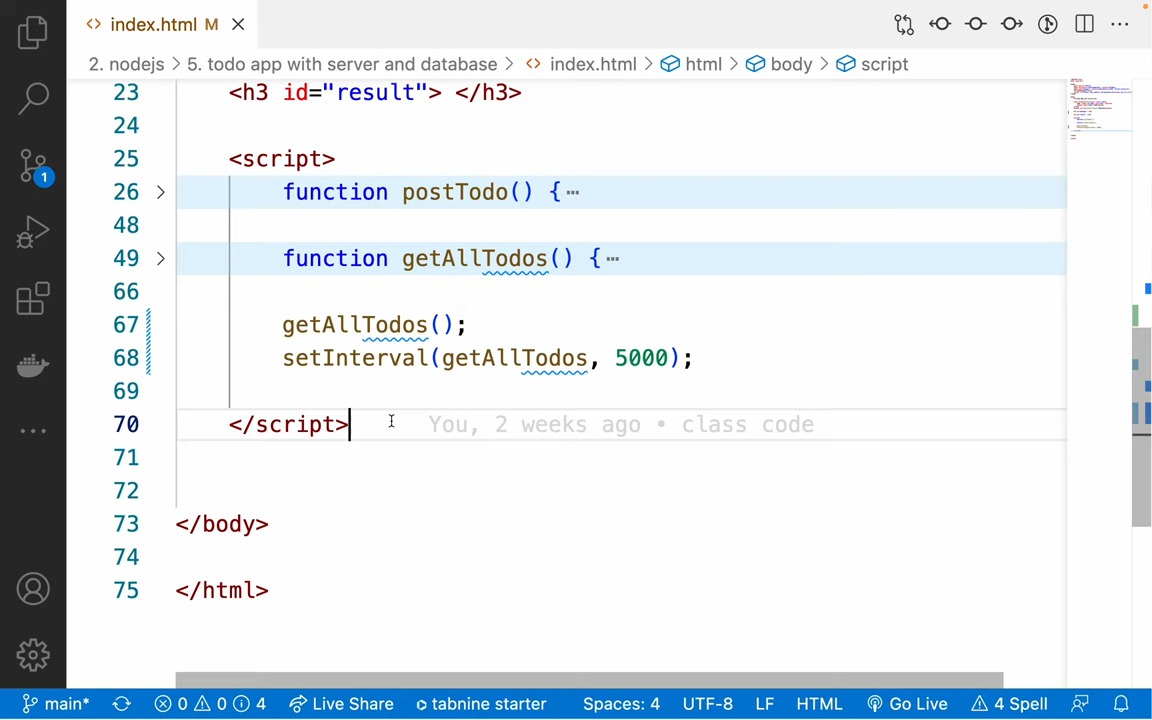 <> index.html M ×
2. nodejs > 5. todo app with server and database > <> index.html > html > body > script
23 <h3 id="result"> </h3>
24
25 <script>
26 > function postTodo() {⋯
48
49 > function getAllTodos() {⋯
66
67 getAllTodos();
68 setInterval(getAllTodos, 5000);
69
70 </script> You, 2 weeks ago • class code
71
72
73 </body>
74
75 </html>
1
main* 0 0 4 Live Share tabnine starter Spaces: 4 UTF-8 LF HTML Go Live 4 Spell